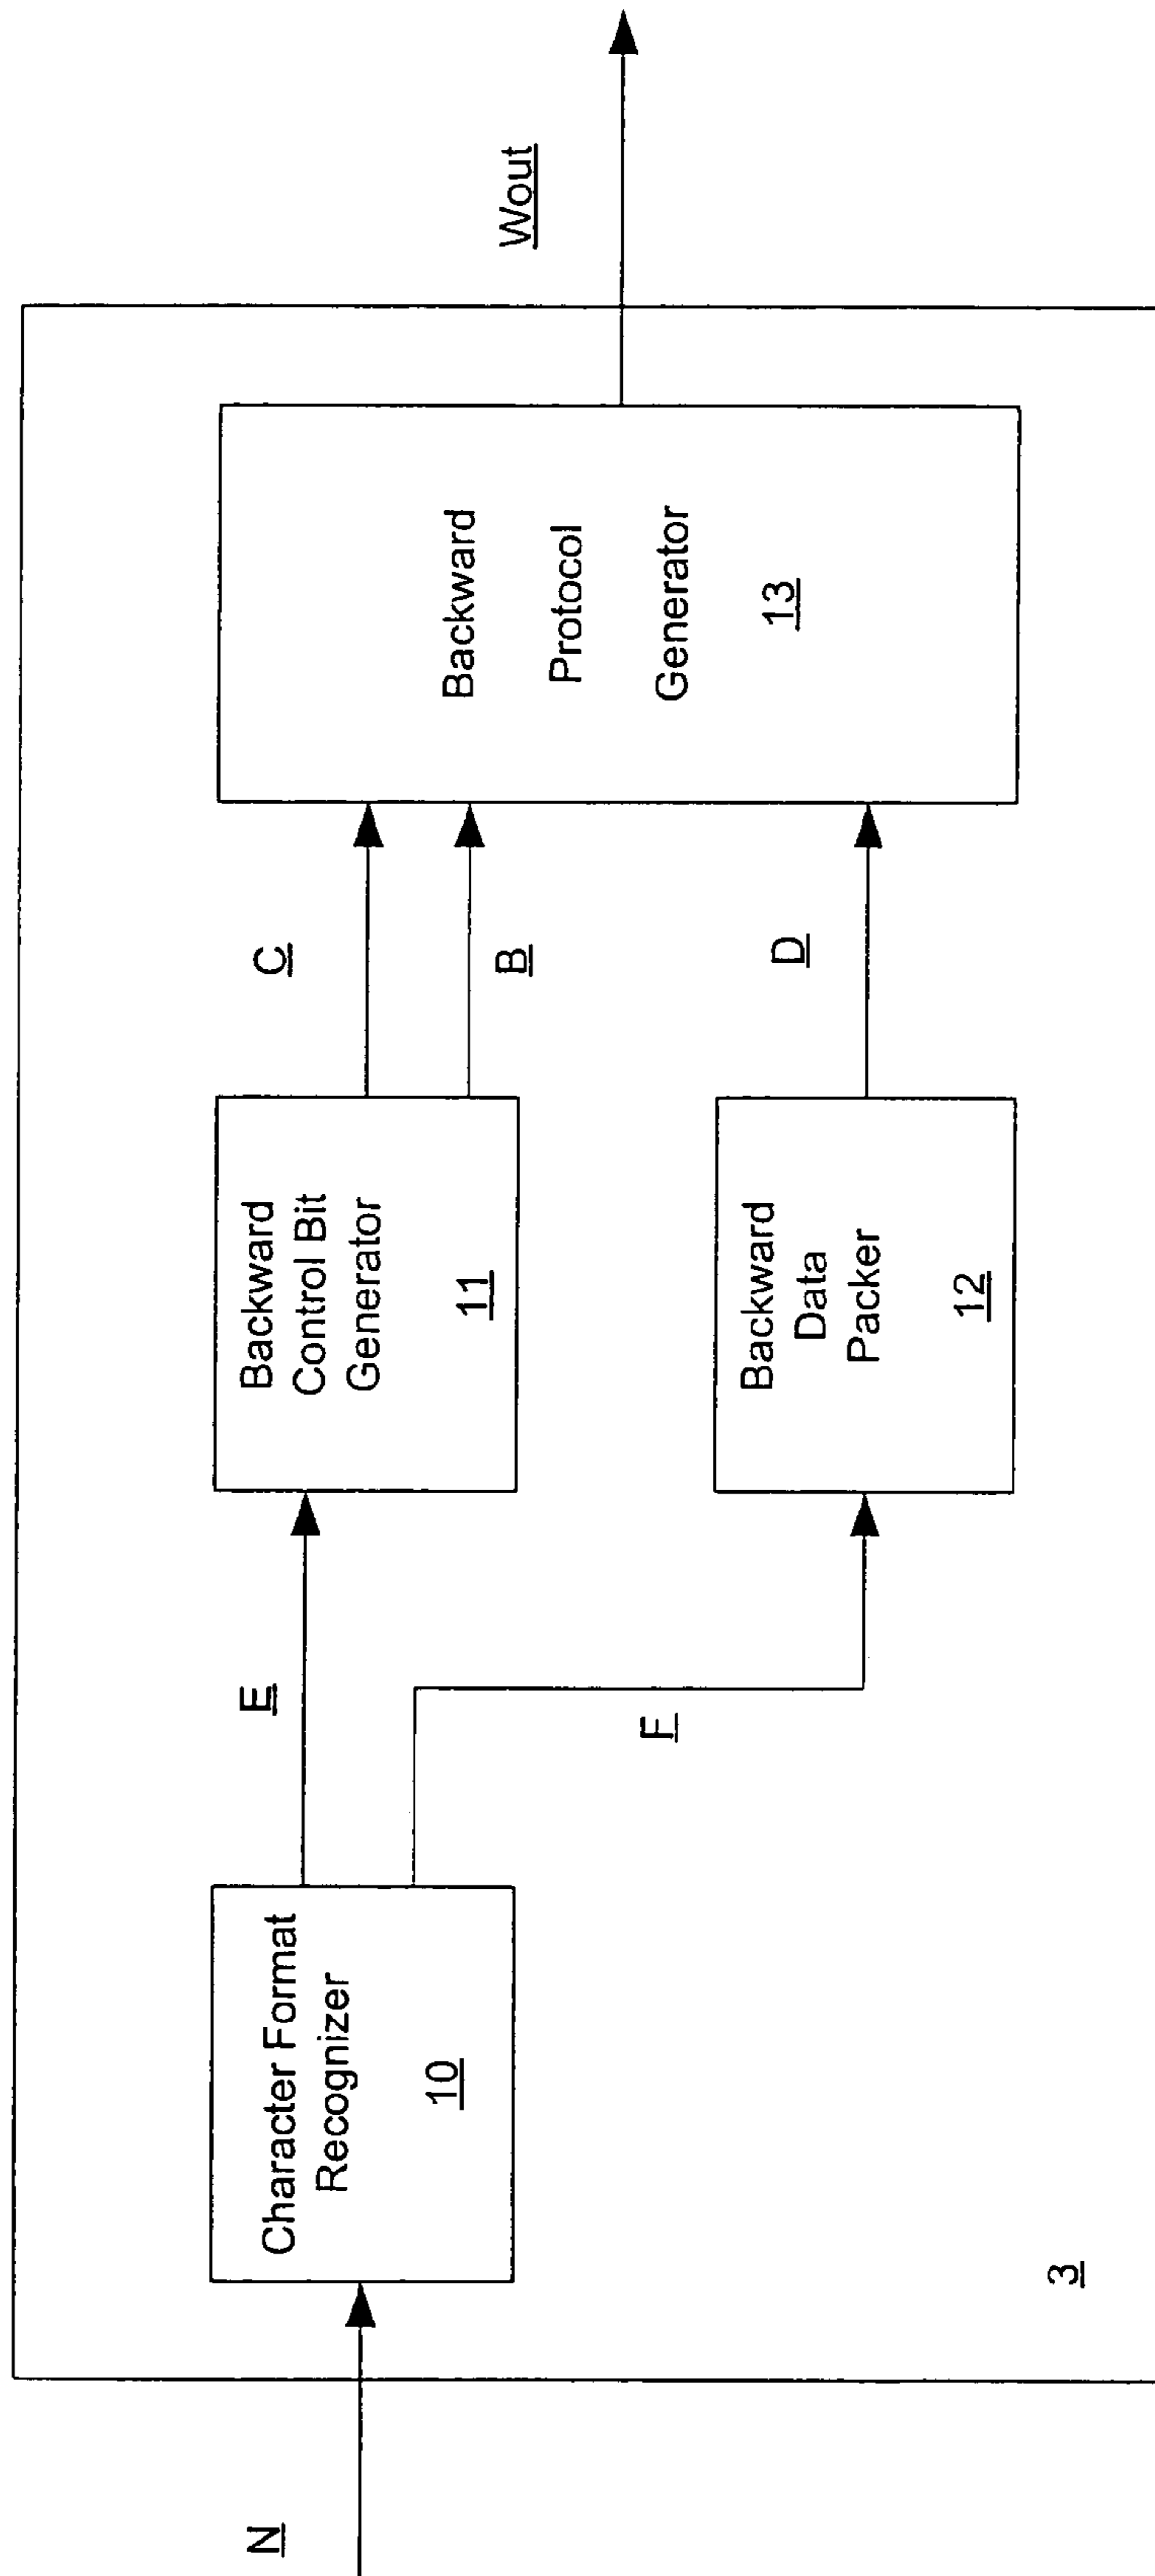 N
Character Format
Recognizer
10
E
F
Backward
Control Bit
Generator
11
Backward
Data
Packer
12
C
B
D
Backward
Protocol
Generator
13
Wout
3